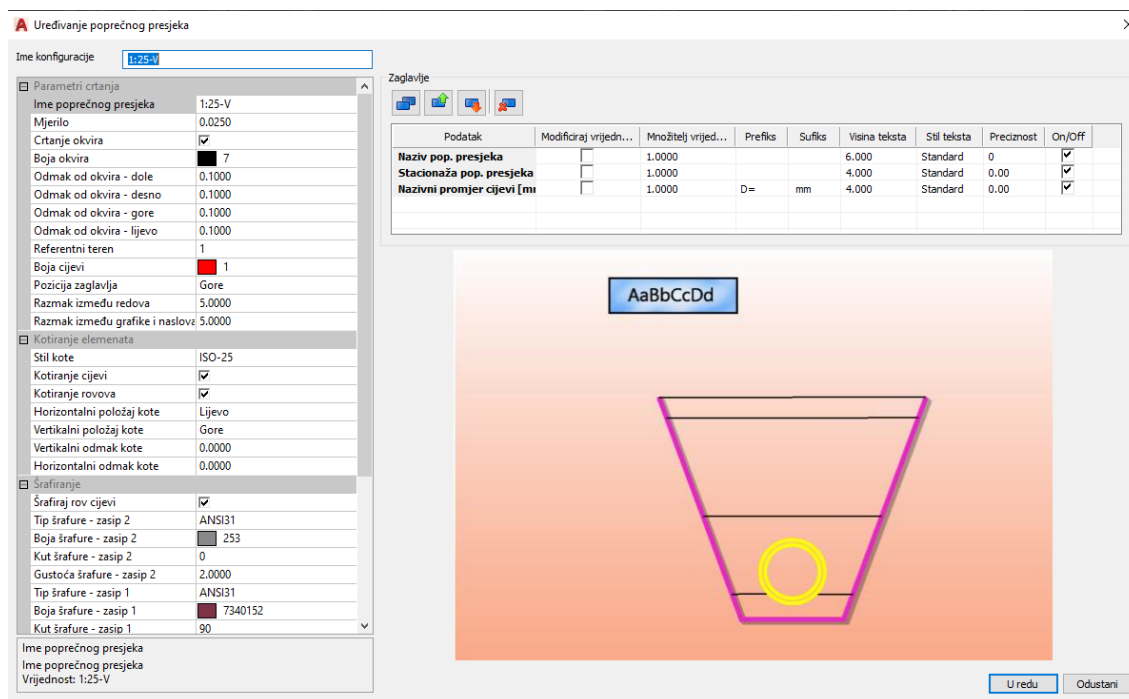 Uređivanje poprečnog presjeka
Ime konfiguracije 1:25-V
Parametri crtanja
Ime poprečnog presjeka 1:25-V
Mjerilo 0.0250
Crtanje okvira
Boja okvira 7
Odmak od okvira - dole 0.1000
Odmak od okvira - desno 0.1000
Odmak od okvira - gore 0.1000
Odmak od okvira - lijevo 0.1000
Referentni teren 1
Boja cijevi 1
Pozicija zaglavlja Gore
Razmak između redova 5.0000
Razmak između grafike i naslova 5.0000
Kotiranje elemenata
Stil kote ISO-25
Kotiranje cijevi
Kotiranje rovova
Horizontalni položaj kote Lijevo
Vertikalni položaj kote Gore
Vertikalni odmak kote 0.0000
Horizontalni odmak kote 0.0000
Šrafiranje
Šrafiraj rov cijevi
Tip šrafure - zasip 2 ANSI31
Boja šrafure - zasip 2 253
Kut šrafure - zasip 2 0
Gustoća šrafure - zasip 2 2.0000
Tip šrafure - zasip 1 ANSI31
Boja šrafure - zasip 1 7340152
Kut šrafure - zasip 1 90
Ime poprečnog presjeka
Ime poprečnog presjeka
Vrijednost: 1:25-V
Zaglavlje
Podatak Modificiraj vrijedn... Množitelj vrijed... Prefiks Sufiks Visina teksta Stil teksta Preciznost On/Off
Naziv pop. presjeka 1.0000 6.000 Standard 0
Stacionaža pop. presjeka 1.0000 4.000 Standard 0.00
Nazivni promjer cijevi [m 1.0000 D= mm 4.000 Standard 0.00
AaBbCcDd
U redu Odustani